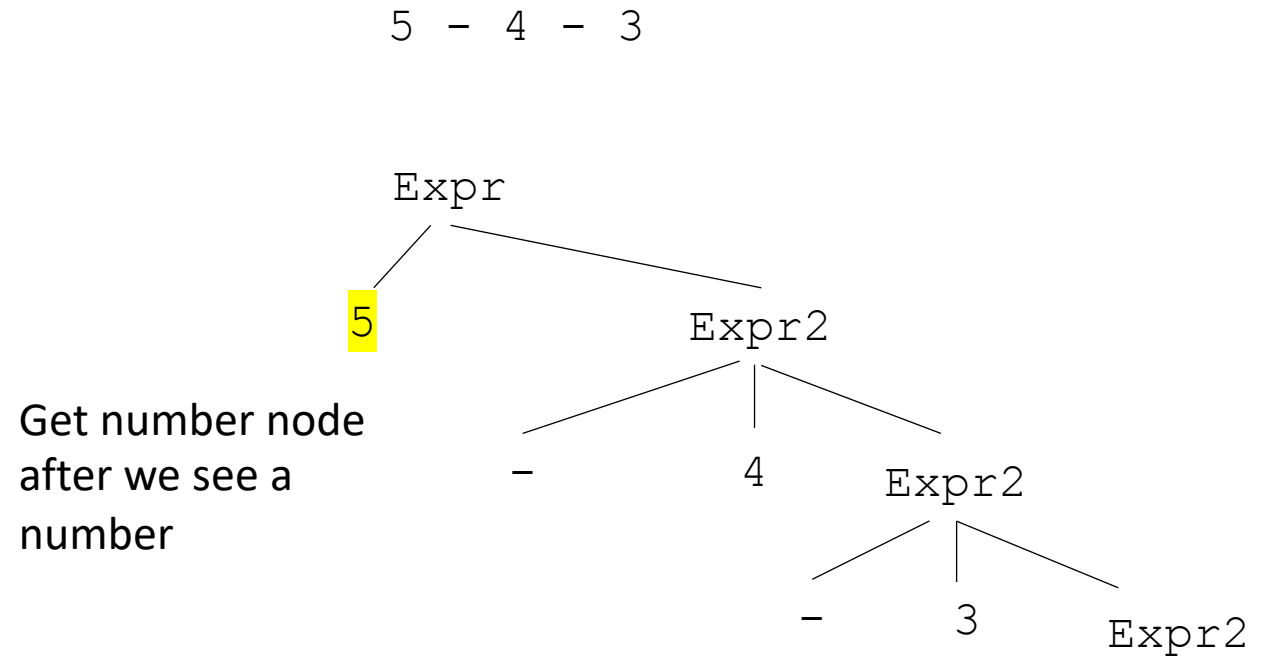 5 - 4 - 3
Expr
5
Expr2
Get number node
after we see a
number
- 4 Expr2
- 3 Expr2